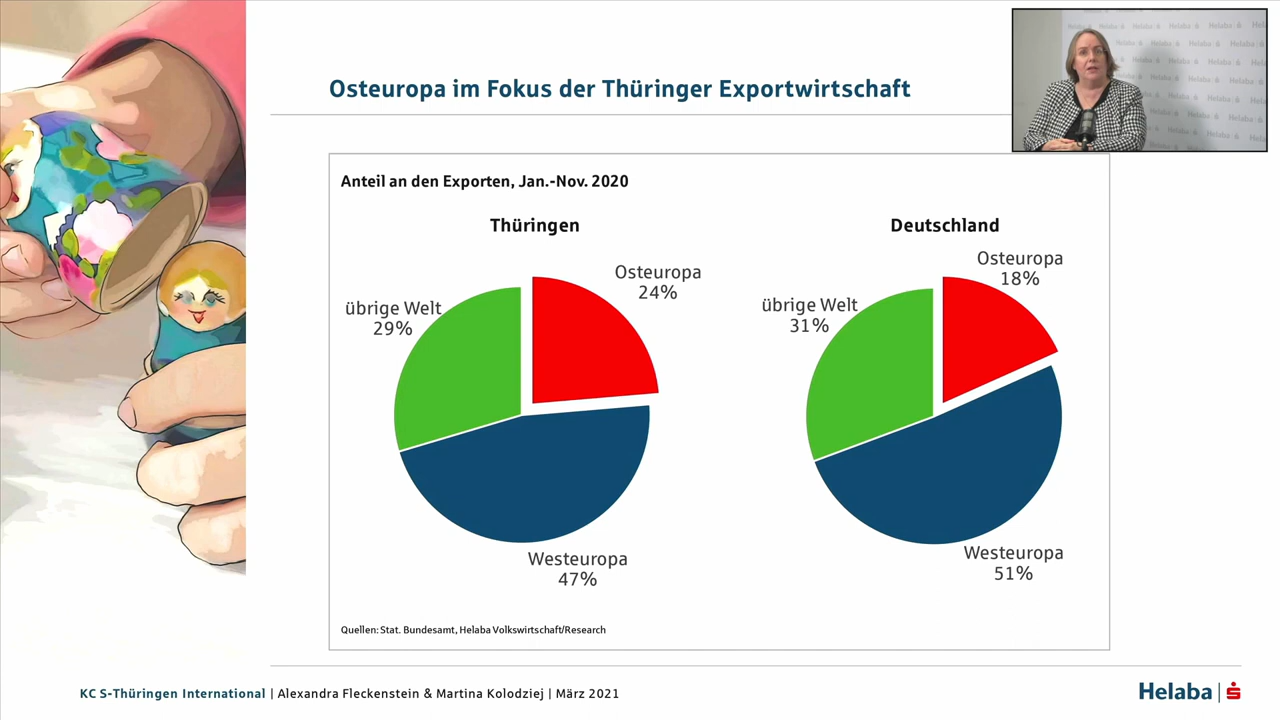 Osteuropa im Fokus der Thüringer Exportwirtschaft
Anteil an den Exporten, Jan.-Nov. 2020
Thüringen
Osteuropa
24%
übrige Welt
29%
Westeuropa
47%
Deutschland
Osteuropa
18%
übrige Welt
31%
Westeuropa
51%
Quellen: Stat. Bundesamt, Helaba Volkswirtschaft/Research
KC S-Thüringen International | Alexandra Fleckenstein & Martina Kolodziej | März 2021
Helaba